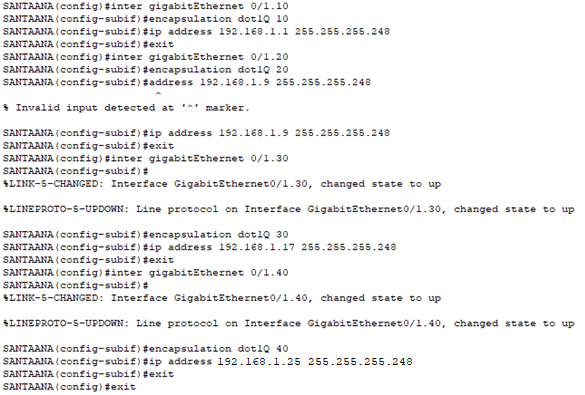 SANTAANA(config)#inter gigabitEthernet 0/1.10
SANTAANA(config-subif)#encapsulation dot1Q 10
SANTAANA(config-subif)#ip address 192.168.1.1 255.255.255.248
SANTAANA(config-subif)#exit
SANTAANA(config)#inter gigabitEthernet 0/1.20
SANTAANA(config-subif)#encapsulation dot1Q 20
SANTAANA(config-subif)#address 192.168.1.9 255.255.255.248
^
% Invalid input detected at '^' marker.
SANTAANA(config-subif)#ip address 192.168.1.9 255.255.255.248
SANTAANA(config-subif)#exit
SANTAANA(config)#inter gigabitEthernet 0/1.30
SANTAANA(config-subif)#
%LINK-5-CHANGED: Interface GigabitEthernet0/1.30, changed state to up
%LINEPROTO-5-UPDOWN: Line protocol on Interface GigabitEthernet0/1.30, changed state to up
SANTAANA(config-subif)#encapsulation dot1Q 30
SANTAANA(config-subif)#ip address 192.168.1.17 255.255.255.248
SANTAANA(config-subif)#exit
SANTAANA(config)#inter gigabitEthernet 0/1.40
SANTAANA(config-subif)#
%LINK-5-CHANGED: Interface GigabitEthernet0/1.40, changed state to up
%LINEPROTO-5-UPDOWN: Line protocol on Interface GigabitEthernet0/1.40, changed state to up
SANTAANA(config-subif)#encapsulation dot1Q 40
SANTAANA(config-subif)#ip address 192.168.1.25 255.255.255.248
SANTAANA(config-subif)#exit
SANTAANA(config)#exit